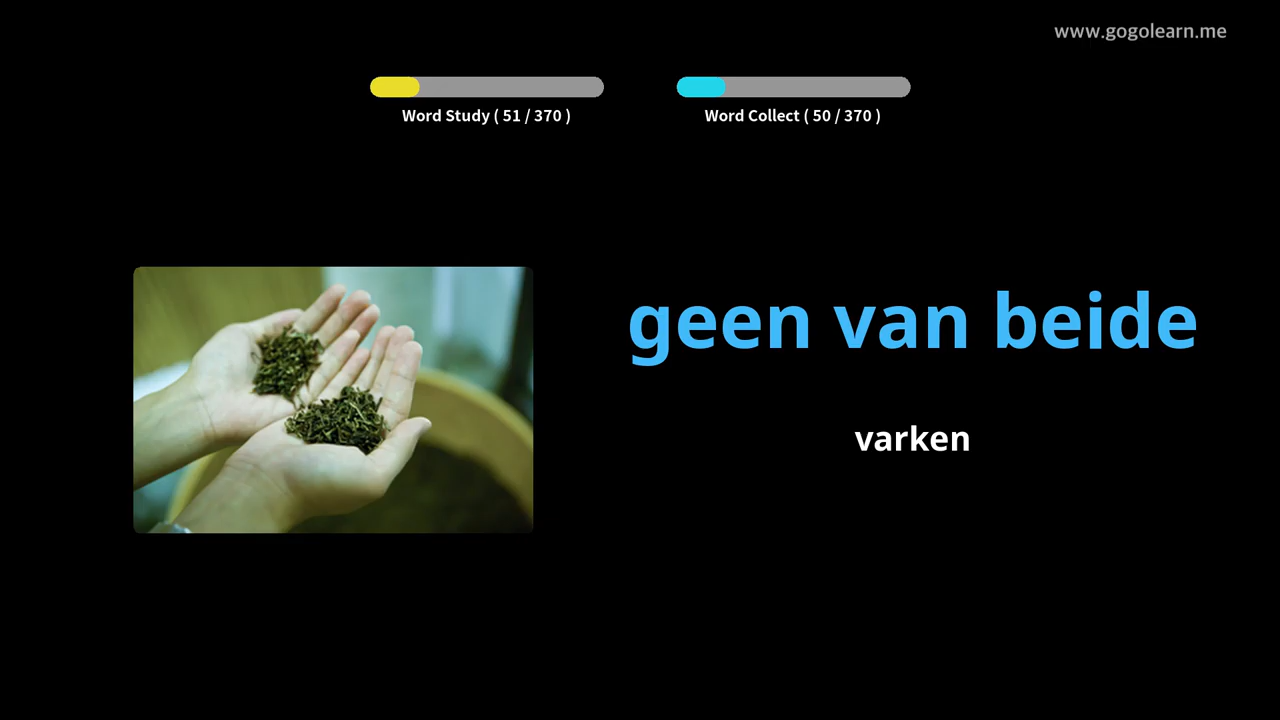 www.gogolearn.me
Word Study ( 51 / 370 )
Word Collect ( 50 / 370 )
geen van beide
varken